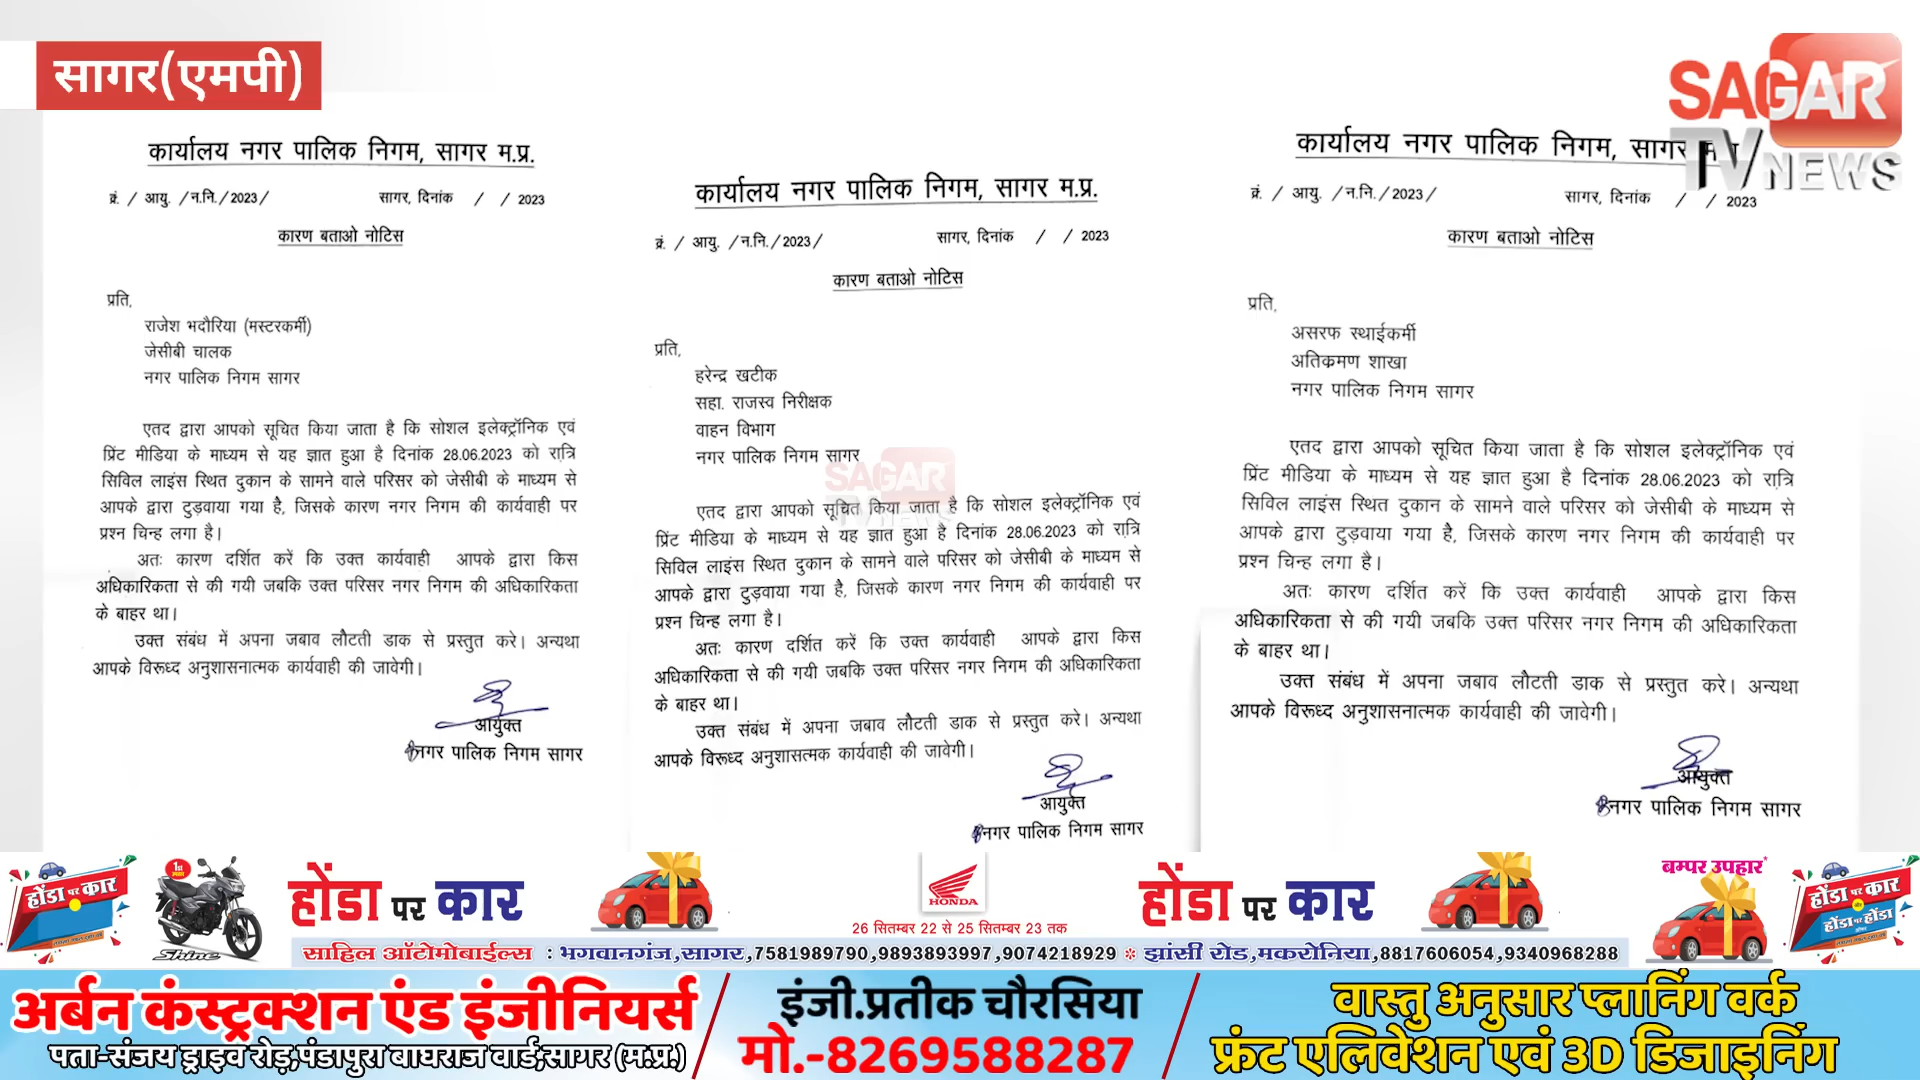 सागर(एमपी)
SAGAR
TV NEWS
कार्यालय नगर पालिक निगम, सागर म.प्र.
क्रं. / आयु. / न.नि. / 2023 /
सागर, दिनांक / / 2023
कारण बताओ नोटिस
प्रति,
राजेश भदौरिया (मस्टरकर्मी)
जेसीबी चालक
नगर पालिक निगम सागर
एतद द्वारा आपको सूचित किया जाता है कि सोशल इलेक्ट्रॉनिक एवं
प्रिंट मीडिया के माध्यम से यह ज्ञात हुआ है दिनांक 28.06.2023 को रात्रि
सिविल लाइंस स्थित दुकान के सामने वाले परिसर को जेसीबी के माध्यम से
आपके द्वारा टुड़वाया गया है, जिसके कारण नगर निगम की कार्यवाही पर
प्रश्न चिन्ह लगा है।
अतः कारण दर्शित करें कि उक्त कार्यवाही आपके द्वारा किस
अधिकारिकता से की गयी जबकि उक्त परिसर नगर निगम की अधिकारिकता
के बाहर था।
उक्त संबंध में अपना जबाव लौटती डाक से प्रस्तुत करे। अन्यथा
आपके विरूध्द अनुशासनात्मक कार्यवाही की जावेगी।
आयुक्त
नगर पालिक निगम सागर
कार्यालय नगर पालिक निगम, सागर म.प्र.
क्रं. / आयु. / न.नि. / 2023 /
सागर, दिनांक / / 2023
कारण बताओ नोटिस
प्रति,
हरेन्द्र खटीक
सहा. राजस्व निरीक्षक
वाहन विभाग
नगर पालिक निगम सागर
SAGAR
TV NEWS
एतद द्वारा आपको सूचित किया जाता है कि सोशल इलेक्ट्रॉनिक एवं
प्रिंट मीडिया के माध्यम से यह ज्ञात हुआ है दिनांक 28.06.2023 को रात्रि
सिविल लाइंस स्थित दुकान के सामने वाले परिसर को जेसीबी के माध्यम से
आपके द्वारा टुड़वाया गया है, जिसके कारण नगर निगम की कार्यवाही पर
प्रश्न चिन्ह लगा है।
अतः कारण दर्शित करें कि उक्त कार्यवाही आपके द्वारा किस
अधिकारिकता से की गयी जबकि उक्त परिसर नगर निगम की अधिकारिकता
के बाहर था।
उक्त संबंध में अपना जबाव लौटती डाक से प्रस्तुत करे। अन्यथा
आपके विरूध्द अनुशासत्मक कार्यवाही की जावेगी।
आयुक्त
नगर पालिक निगम सागर
कार्यालय नगर पालिक निगम, सागर
क्रं. / आयु. / न.नि. / 2023 /
सागर, दिनांक / / 2023
कारण बताओ नोटिस
प्रति,
असरफ स्थाईकर्मी
अतिकमण शाखा
नगर पालिक निगम सागर
एतद द्वारा आपको सूचित किया जाता है कि सोशल इलेक्ट्रॉनिक एवं
प्रिंट मीडिया के माध्यम से यह ज्ञात हुआ है दिनांक 28.06.2023 को रात्रि
सिविल लाइंस स्थित दुकान के सामने वाले परिसर को जेसीबी के माध्यम से
आपके द्वारा टुड़वाया गया है, जिसके कारण नगर निगम की कार्यवाही पर
प्रश्न चिन्ह लगा है।
अतः कारण दर्शित करें कि उक्त कार्यवाही आपके द्वारा किस
अधिकारिकता से की गयी जबकि उक्त परिसर नगर निगम की अधिकारिकता
के बाहर था।
उक्त संबंध में अपना जबाव लौटती डाक से प्रस्तुत करे। अन्यथा
आपके विरूध्द अनुशासनात्मक कार्यवाही की जावेगी।
आयुक्त
नगर पालिक निगम सागर
होंडा पर कार
Shine
होंडा पर कार
HONDA
26 सितम्बर 22 से 25 सितम्बर 23 तक
होंडा पर कार
बम्पर उपहार*
होंडा पर कार
होंडा पर होंडा
साहिल ऑटोमोबाईल्स : भगवानगंज,सागर,7581989790,9893893997,9074218929 * झांसी रोड,मकरोनिया,8817606054,9340968288
अर्बन कंस्ट्रक्शन एंड इंजीनियर्स
पता-संजय ड्राइव रोड़,पंडापुरा बाघराज वार्ड,सागर (म.प्र.)
इंजी.प्रतीक चौरसिया
मो.-8269588287
वास्तु अनुसार प्लानिंग वर्क
फ्रंट एलिवेशन एवं 3D डिजाइनिंग